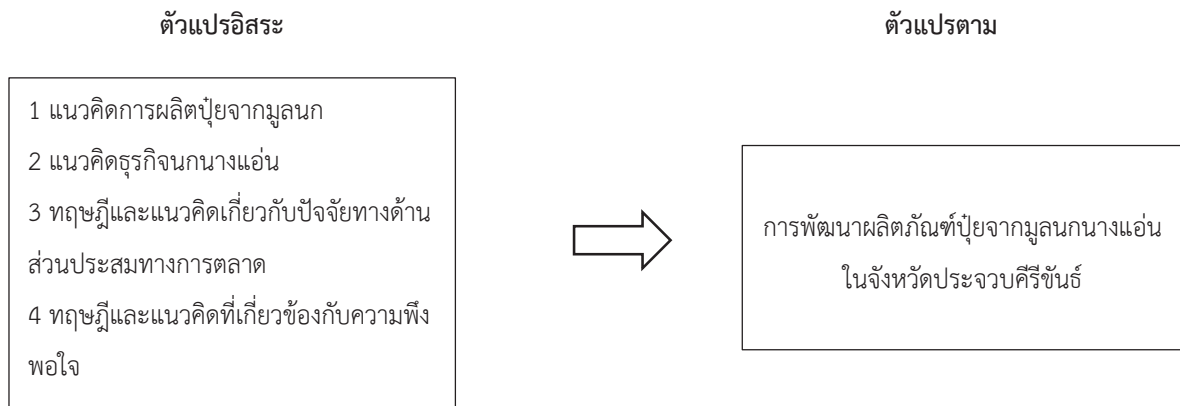 ตัวแปรอิสระ
ตัวแปรตาม
1 แนวคิดการผลิตปุ๋ยจากมูลนก
2 แนวคิดธุรกิจนกนางแอ่น
3 ทฤษฎีและแนวคิดเกี่ยวกับปัจจัยทางด้าน
ส่วนประสมทางการตลาด
4 ทฤษฎีและแนวคิดที่เกี่ยวข้องกับความพึง
พอใจ
การพัฒนาผลิตภัณฑ์ปุ๋ยจากมูลนกนางแอ่น
ในจังหวัดประจวบคีรีขันธ์